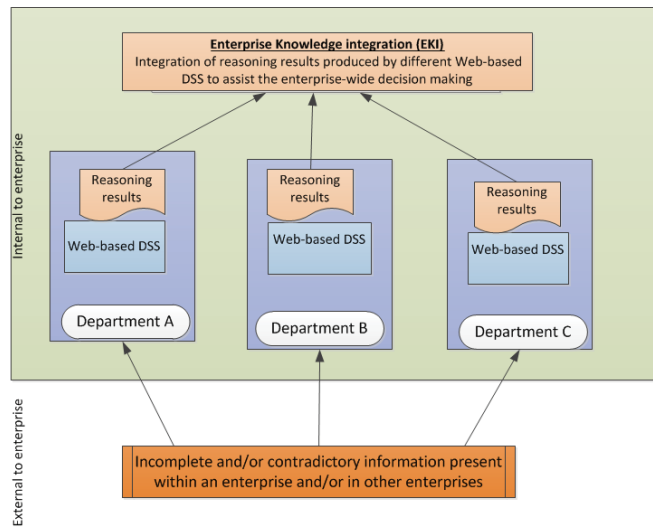 Enterprise Knowledge integration (EKI)
Integration of reasoning results produced by different Web-based
DSS to assist the enterprise-wide decision making
Internal to enterprise
Reasoning
results
Web-based DSS
Department A
Reasoning
results
Web-based DSS
Department B
Reasoning
results
Web-based DSS
Department C
External to enterprise
Incomplete and/or contradictory information present
within an enterprise and/or in other enterprises